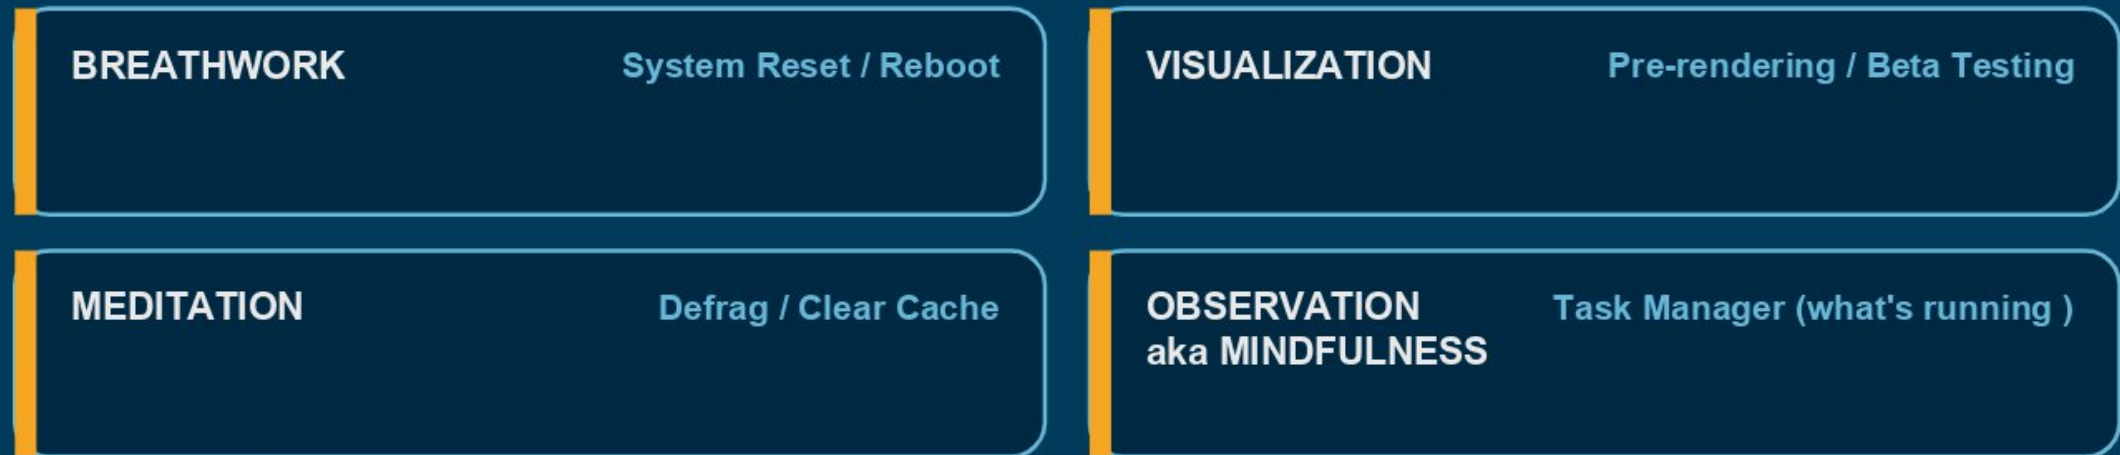 BREATHWORK System Reset / Reboot
VISUALIZATION Pre-rendering / Beta Testing
MEDITATION Defrag / Clear Cache
OBSERVATION Task Manager (what's running )
aka MINDFULNESS